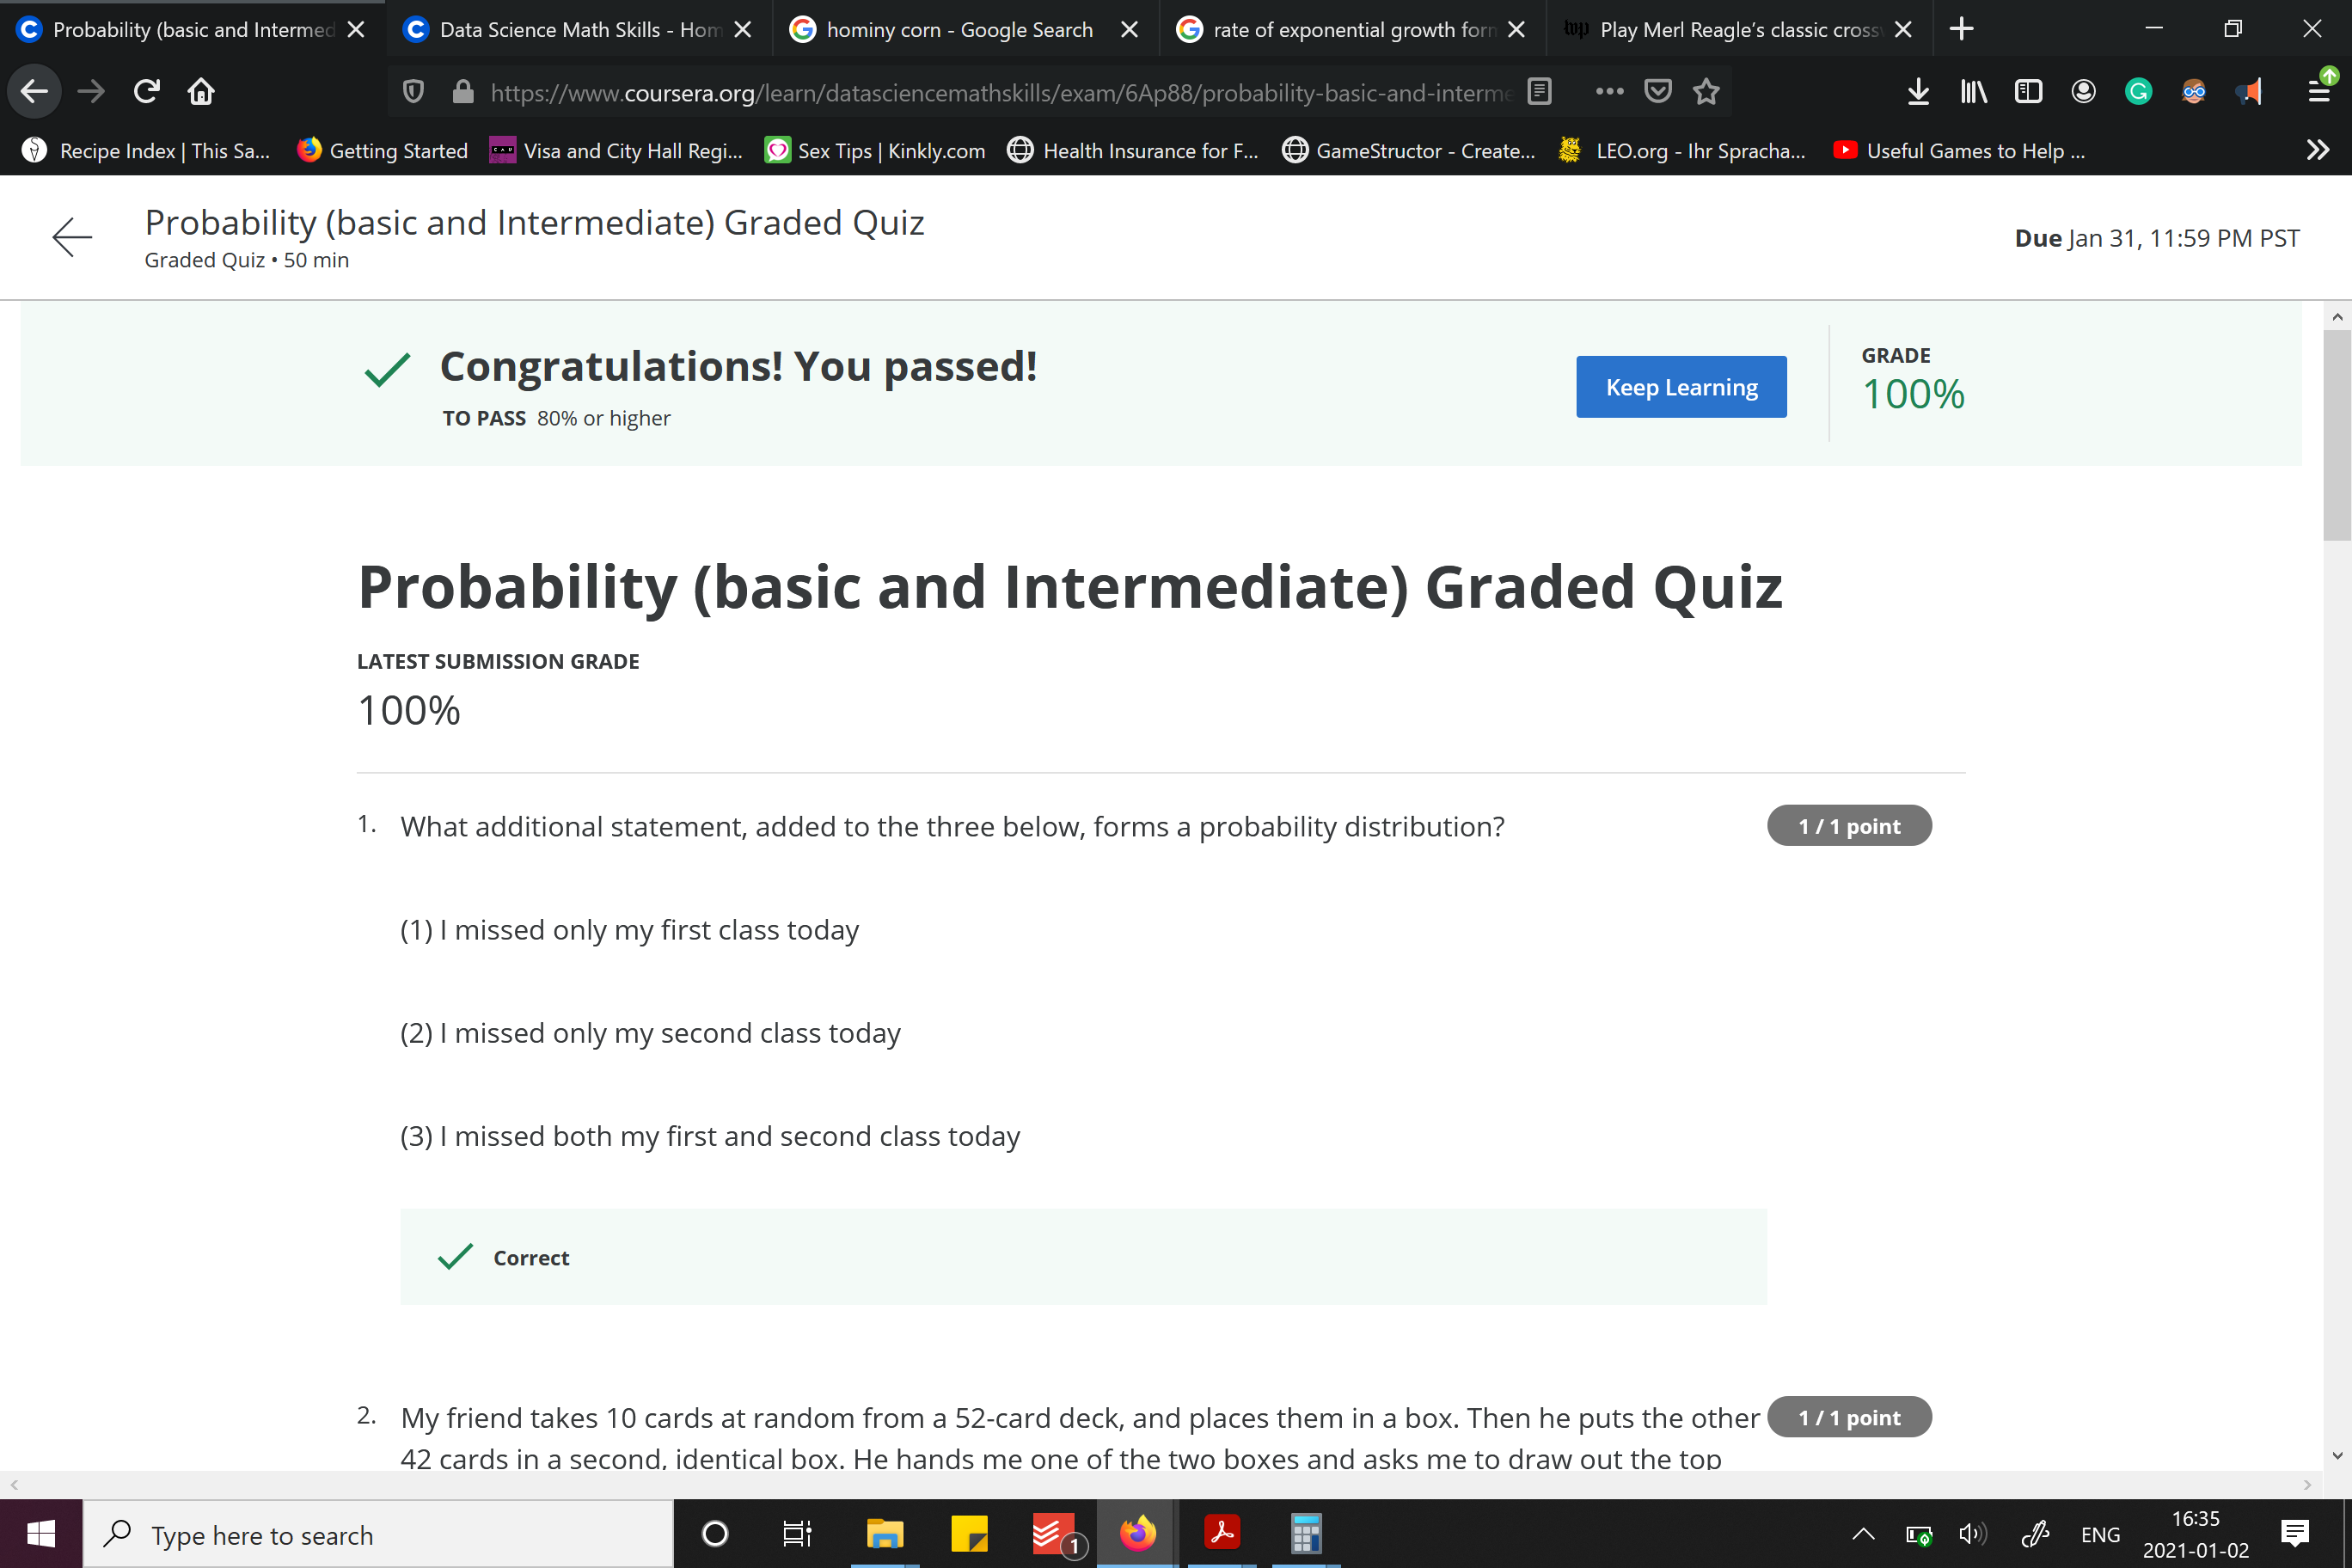 Probability (basic and Intermed
Data Science Math Skills - Hom
hominy corn - Google Search
rate of exponential growth form
Play Merl Reagle's classic cross
https://www.coursera.org/learn/datasciencemathskills/exam/6Ap88/probability-basic-and-interme
Recipe Index | This Sa...
Getting Started
Visa and City Hall Regi...
Sex Tips | Kinkly.com
Health Insurance for F...
GameStructor - Create...
LEO.org - Ihr Spracha...
Useful Games to Help ...
Probability (basic and Intermediate) Graded Quiz
Graded Quiz • 50 min
Due Jan 31, 11:59 PM PST
Congratulations! You passed!
TO PASS 80% or higher
Keep Learning
GRADE
100%
Probability (basic and Intermediate) Graded Quiz
LATEST SUBMISSION GRADE
100%
1. What additional statement, added to the three below, forms a probability distribution?
1 / 1 point
(1) I missed only my first class today
(2) I missed only my second class today
(3) I missed both my first and second class today
Correct
2. My friend takes 10 cards at random from a 52-card deck, and places them in a box. Then he puts the other
1 / 1 point
42 cards in a second, identical box. He hands me one of the two boxes and asks me to draw out the top
Type here to search
1
ENG
16:35
2021-01-02